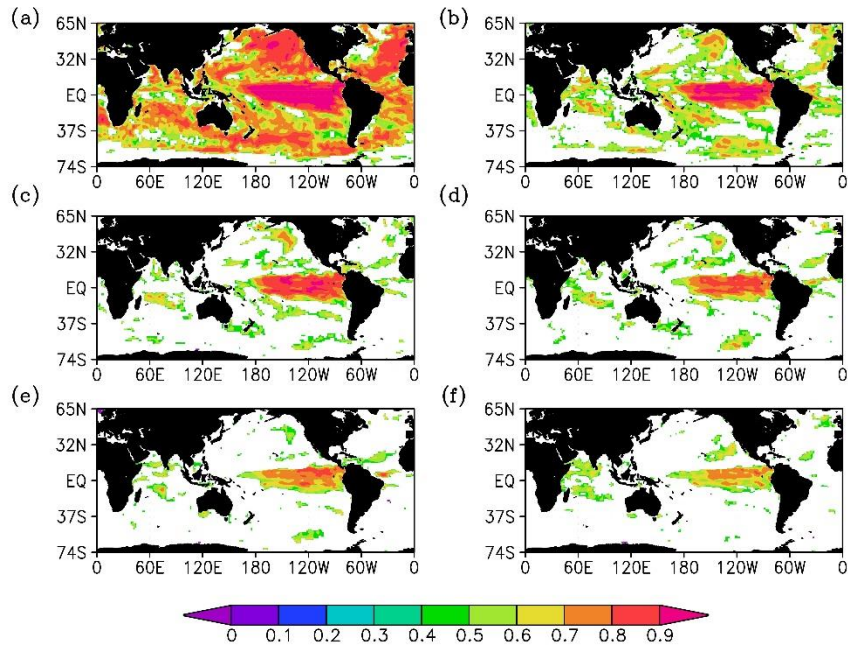 (a) (b)
65N 65N
32N 32N
EQ EQ
37S 37S
74S 74S
0 60E 120E 180 120W 60W 0 0 60E 120E 180 120W 60W 0
(c) (d)
65N 65N
32N 32N
EQ EQ
37S 37S
74S 74S
0 60E 120E 180 120W 60W 0 0 60E 120E 180 120W 60W 0
(e) (f)
65N 65N
32N 32N
EQ EQ
37S 37S
74S 74S
0 60E 120E 180 120W 60W 0 0 60E 120E 180 120W 60W 0
0 0.1 0.2 0.3 0.4 0.5 0.6 0.7 0.8 0.9